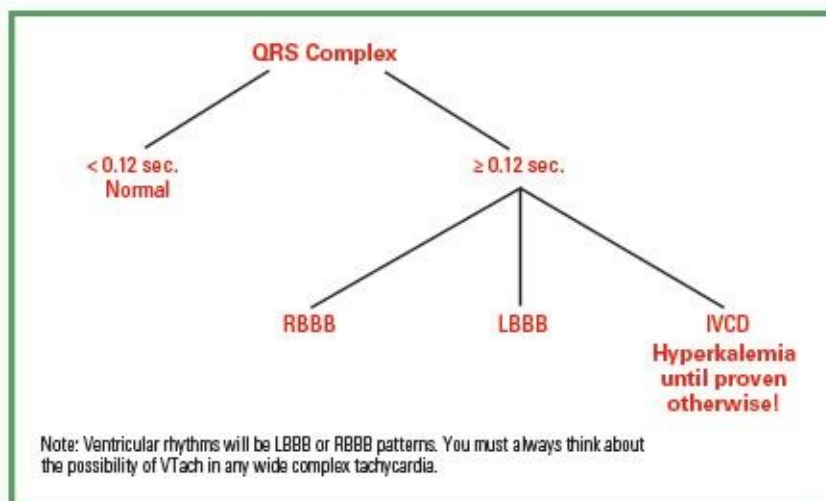 QRS Complex
< 0.12 sec.
Normal
≥ 0.12 sec.
RBBB
LBBB
IVCD
Hyperkalemia
until proven
otherwise!
Note: Ventricular rhythms will be LBBB or RBBB patterns. You must always think about
the possibility of VTach in any wide complex tachycardia.